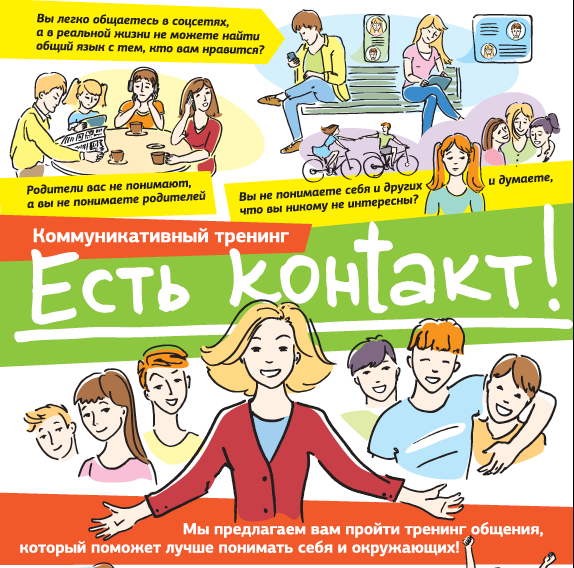 Вы легко общаетесь в соцсетях,
а в реальной жизни не можете найти
общий язык с тем, кто вам нравится?
Родители вас не понимают,
а вы не понимаете родителей
Вы не понимаете себя и других и думаете,
что вы никому не интересны?
Коммуникативный тренинг
Есть контакт!
Мы предлагаем вам пройти тренинг общения,
который поможет лучше понимать себя и окружающих!